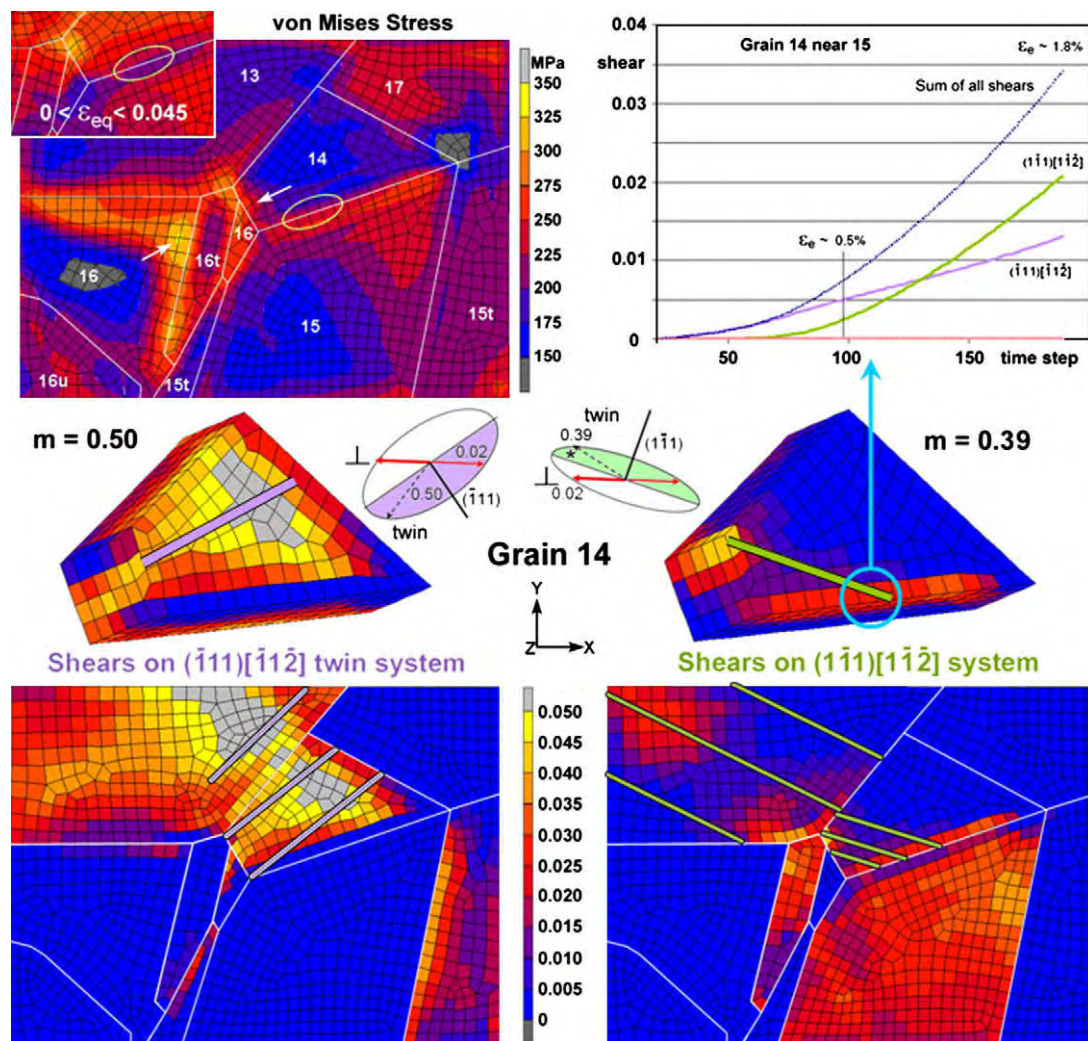 von Mises Stress
0 < εeq < 0.045
13
17
14
16
16t
16
15
15t
16u
15t
MPa
350
325
300
275
250
225
200
175
150
0.04
shear
0.03
0.02
0.01
0
Grain 14 near 15
εe ~ 1.8%
Sum of all shears
(11̄1)[11̄2̄]
εe ~ 0.5%
(1̄11)[1̄12̄]
50
100
150
time step
m = 0.50
⊥
0.02
0.50
(1̄11)
twin
twin
0.39
*
(11̄1)
⊥
0.02
m = 0.39
Grain 14
Y
Z
X
Shears on (1̄11)[1̄12̄] twin system
Shears on (11̄1)[11̄2̄] system
0.050
0.045
0.040
0.035
0.030
0.025
0.020
0.015
0.010
0.005
0